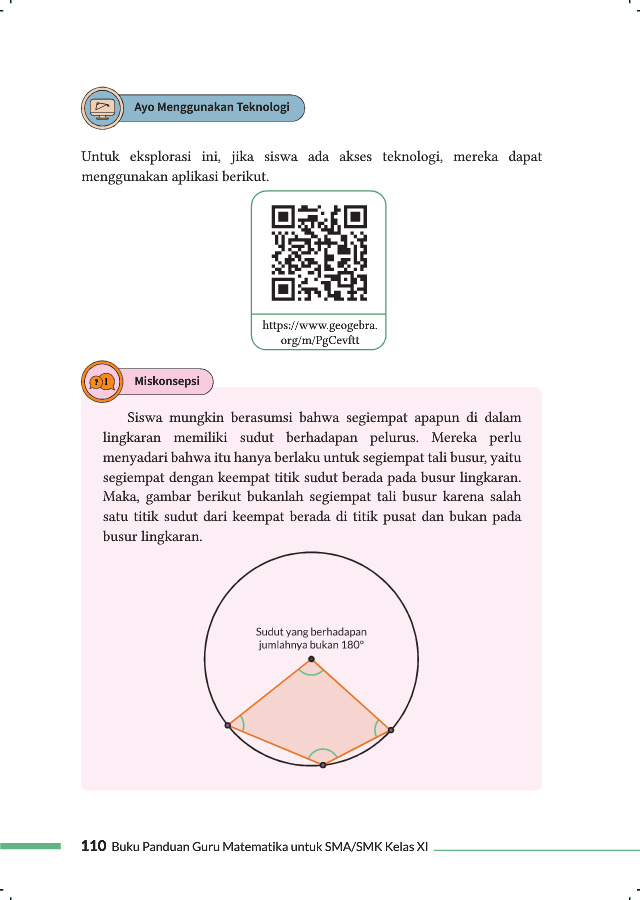 Ayo Menggunakan Teknologi
Untuk eksplorasi ini, jika siswa ada akses teknologi, mereka dapat
menggunakan aplikasi berikut.
https://www.geogebra.
org/m/PgCevftt
Miskonsepsi
Siswa mungkin berasumsi bahwa segiempat apapun di dalam
lingkaran memiliki sudut berhadapan pelurus. Mereka perlu
menyadari bahwa itu hanya berlaku untuk segiempat tali busur, yaitu
segiempat dengan keempat titik sudut berada pada busur lingkaran.
Maka, gambar berikut bukanlah segiempat tali busur karena salah
satu titik sudut dari keempat berada di titik pusat dan bukan pada
busur lingkaran.
Sudut yang berhadapan
jumlahnya bukan 180°
110 Buku Panduan Guru Matematika untuk SMA/SMK Kelas XI